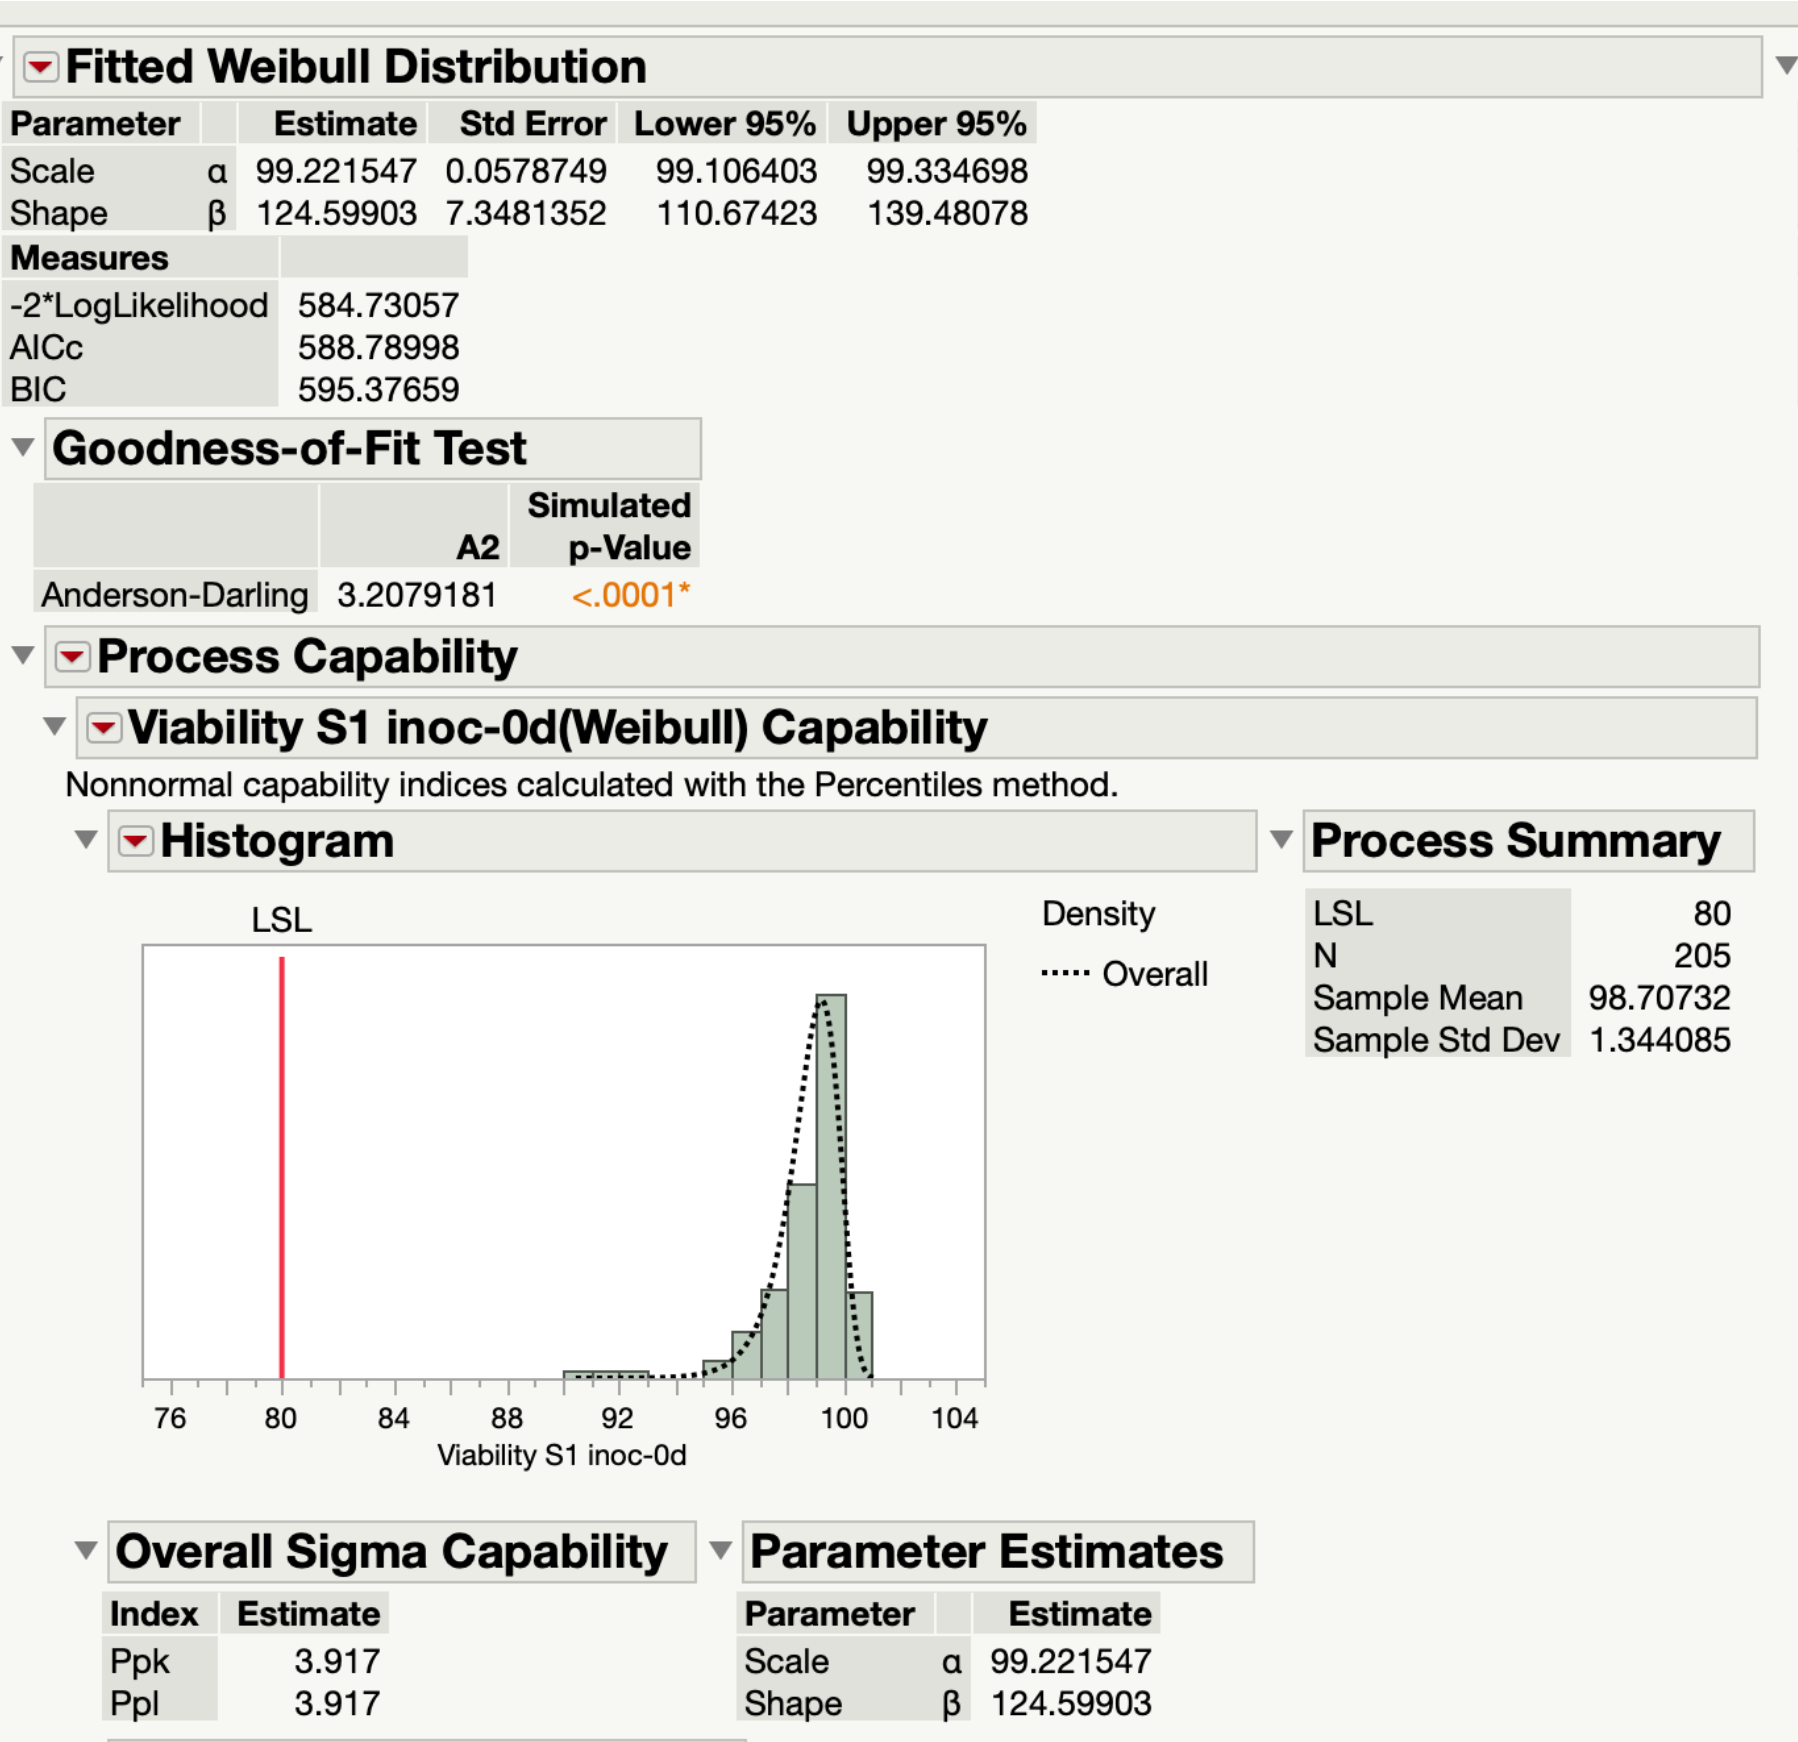 Fitted Weibull Distribution
Parameter Estimate Std Error Lower 95% Upper 95%
Scale α 99.221547 0.0578749 99.106403 99.334698
Shape β 124.59903 7.3481352 110.67423 139.48078
Measures
-2*LogLikelihood 584.73057
AICc 588.78998
BIC 595.37659
Goodness-of-Fit Test
Simulated
A2 p-Value
Anderson-Darling 3.2079181 <.0001*
Process Capability
Viability S1 inoc-0d(Weibull) Capability
Nonnormal capability indices calculated with the Percentiles method.
Histogram
LSL
Density
Overall
76 80 84 88 92 96 100 104
Viability S1 inoc-0d
Process Summary
LSL 80
N 205
Sample Mean 98.70732
Sample Std Dev 1.344085
Overall Sigma Capability
Index Estimate
Ppk 3.917
Ppl 3.917
Parameter Estimates
Parameter Estimate
Scale α 99.221547
Shape β 124.59903